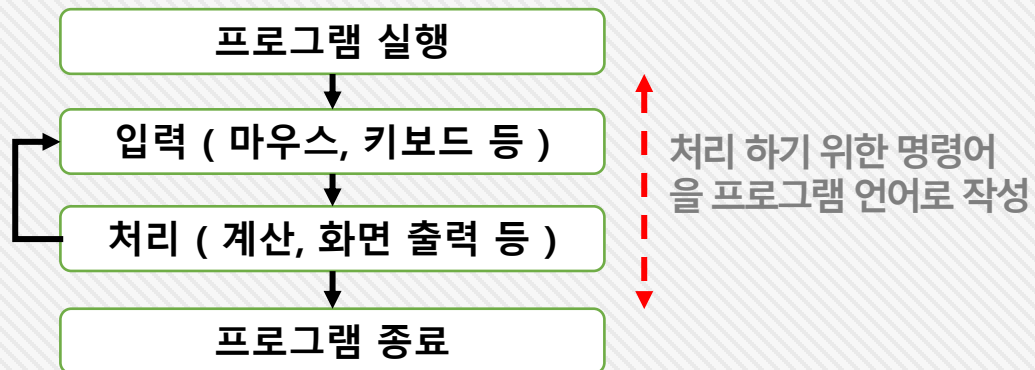 프로그램 실행
입력 ( 마우스, 키보드 등 )
처리 ( 계산, 화면 출력 등 )
프로그램 종료
처리 하기 위한 명령어
을 프로그램 언어로 작성